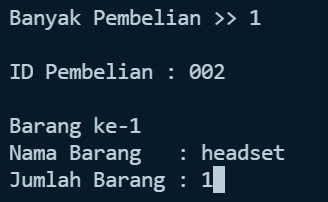 Banyak Pembelian >> 1
ID Pembelian : 002
Barang ke-1
Nama Barang   : headset
Jumlah Barang : 1